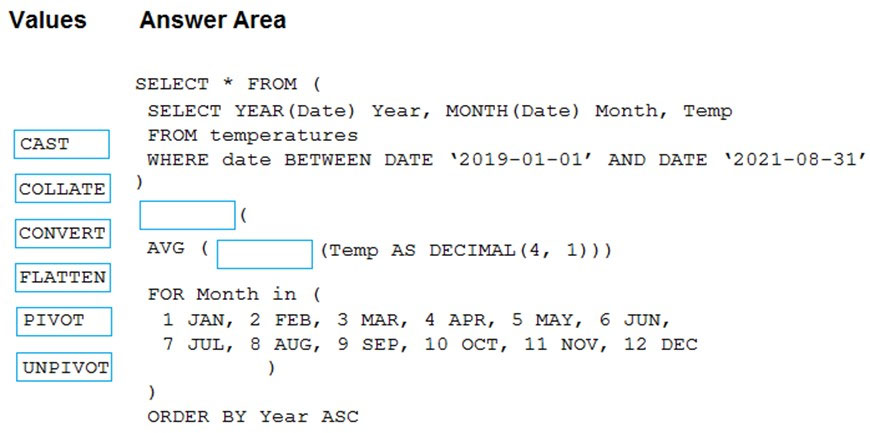 Values Answer Area
SELECT * FROM (
SELECT YEAR(Date) Year, MONTH(Date) Month, Temp
FROM temperatures
CAST
WHERE date BETWEEN DATE ‘2019-01-01’ AND DATE ‘2021-08-31’
)
COLLATE
(
CONVERT
AVG ( (Temp AS DECIMAL(4, 1)))
FLATTEN
FOR Month in (
PIVOT
1 JAN, 2 FEB, 3 MAR, 4 APR, 5 MAY, 6 JUN,
7 JUL, 8 AUG, 9 SEP, 10 OCT, 11 NOV, 12 DEC
UNPIVOT
)
)
ORDER BY Year ASC